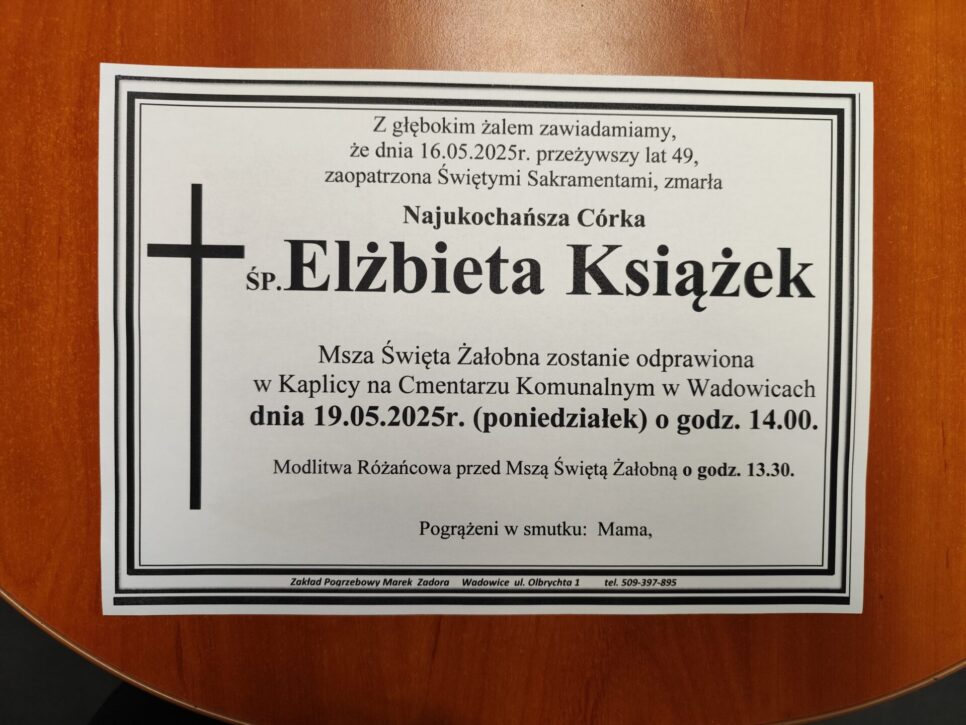 Z głębokim żalem zawiadamiamy,
że dnia 16.05.2025r. przeżywszy lat 49,
zaopatrzona Świętymi Sakramentami, zmarła
Najukochańsza Córka
ŚP.Elżbieta Książek
Msza Święta Żałobna zostanie odprawiona
w Kaplicy na Cmentarzu Komunalnym w Wadowicach
dnia 19.05.2025r. (poniedziałek) o godz. 14.00.
Modlitwa Różańcowa przed Mszą Świętą Żałobną o godz. 13.30.
Pogrążeni w smutku: Mama,
Zakład Pogrzebowy Marek Zadora Wadowice ul. Olbrychta 1 tel. 509-397-895